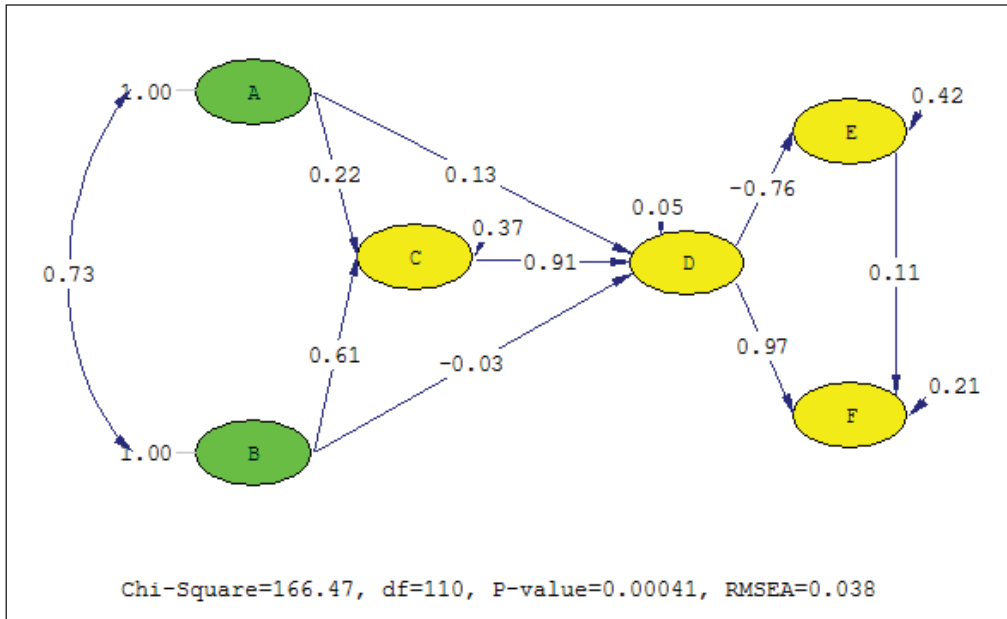 1.00
A
0.42
E
0.22
0.13
-0.76
0.05
0.37
C
0.91
D
0.73
0.11
0.61
-0.03
0.97
0.21
F
1.00
B
Chi-Square=166.47, df=110, P-value=0.00041, RMSEA=0.038